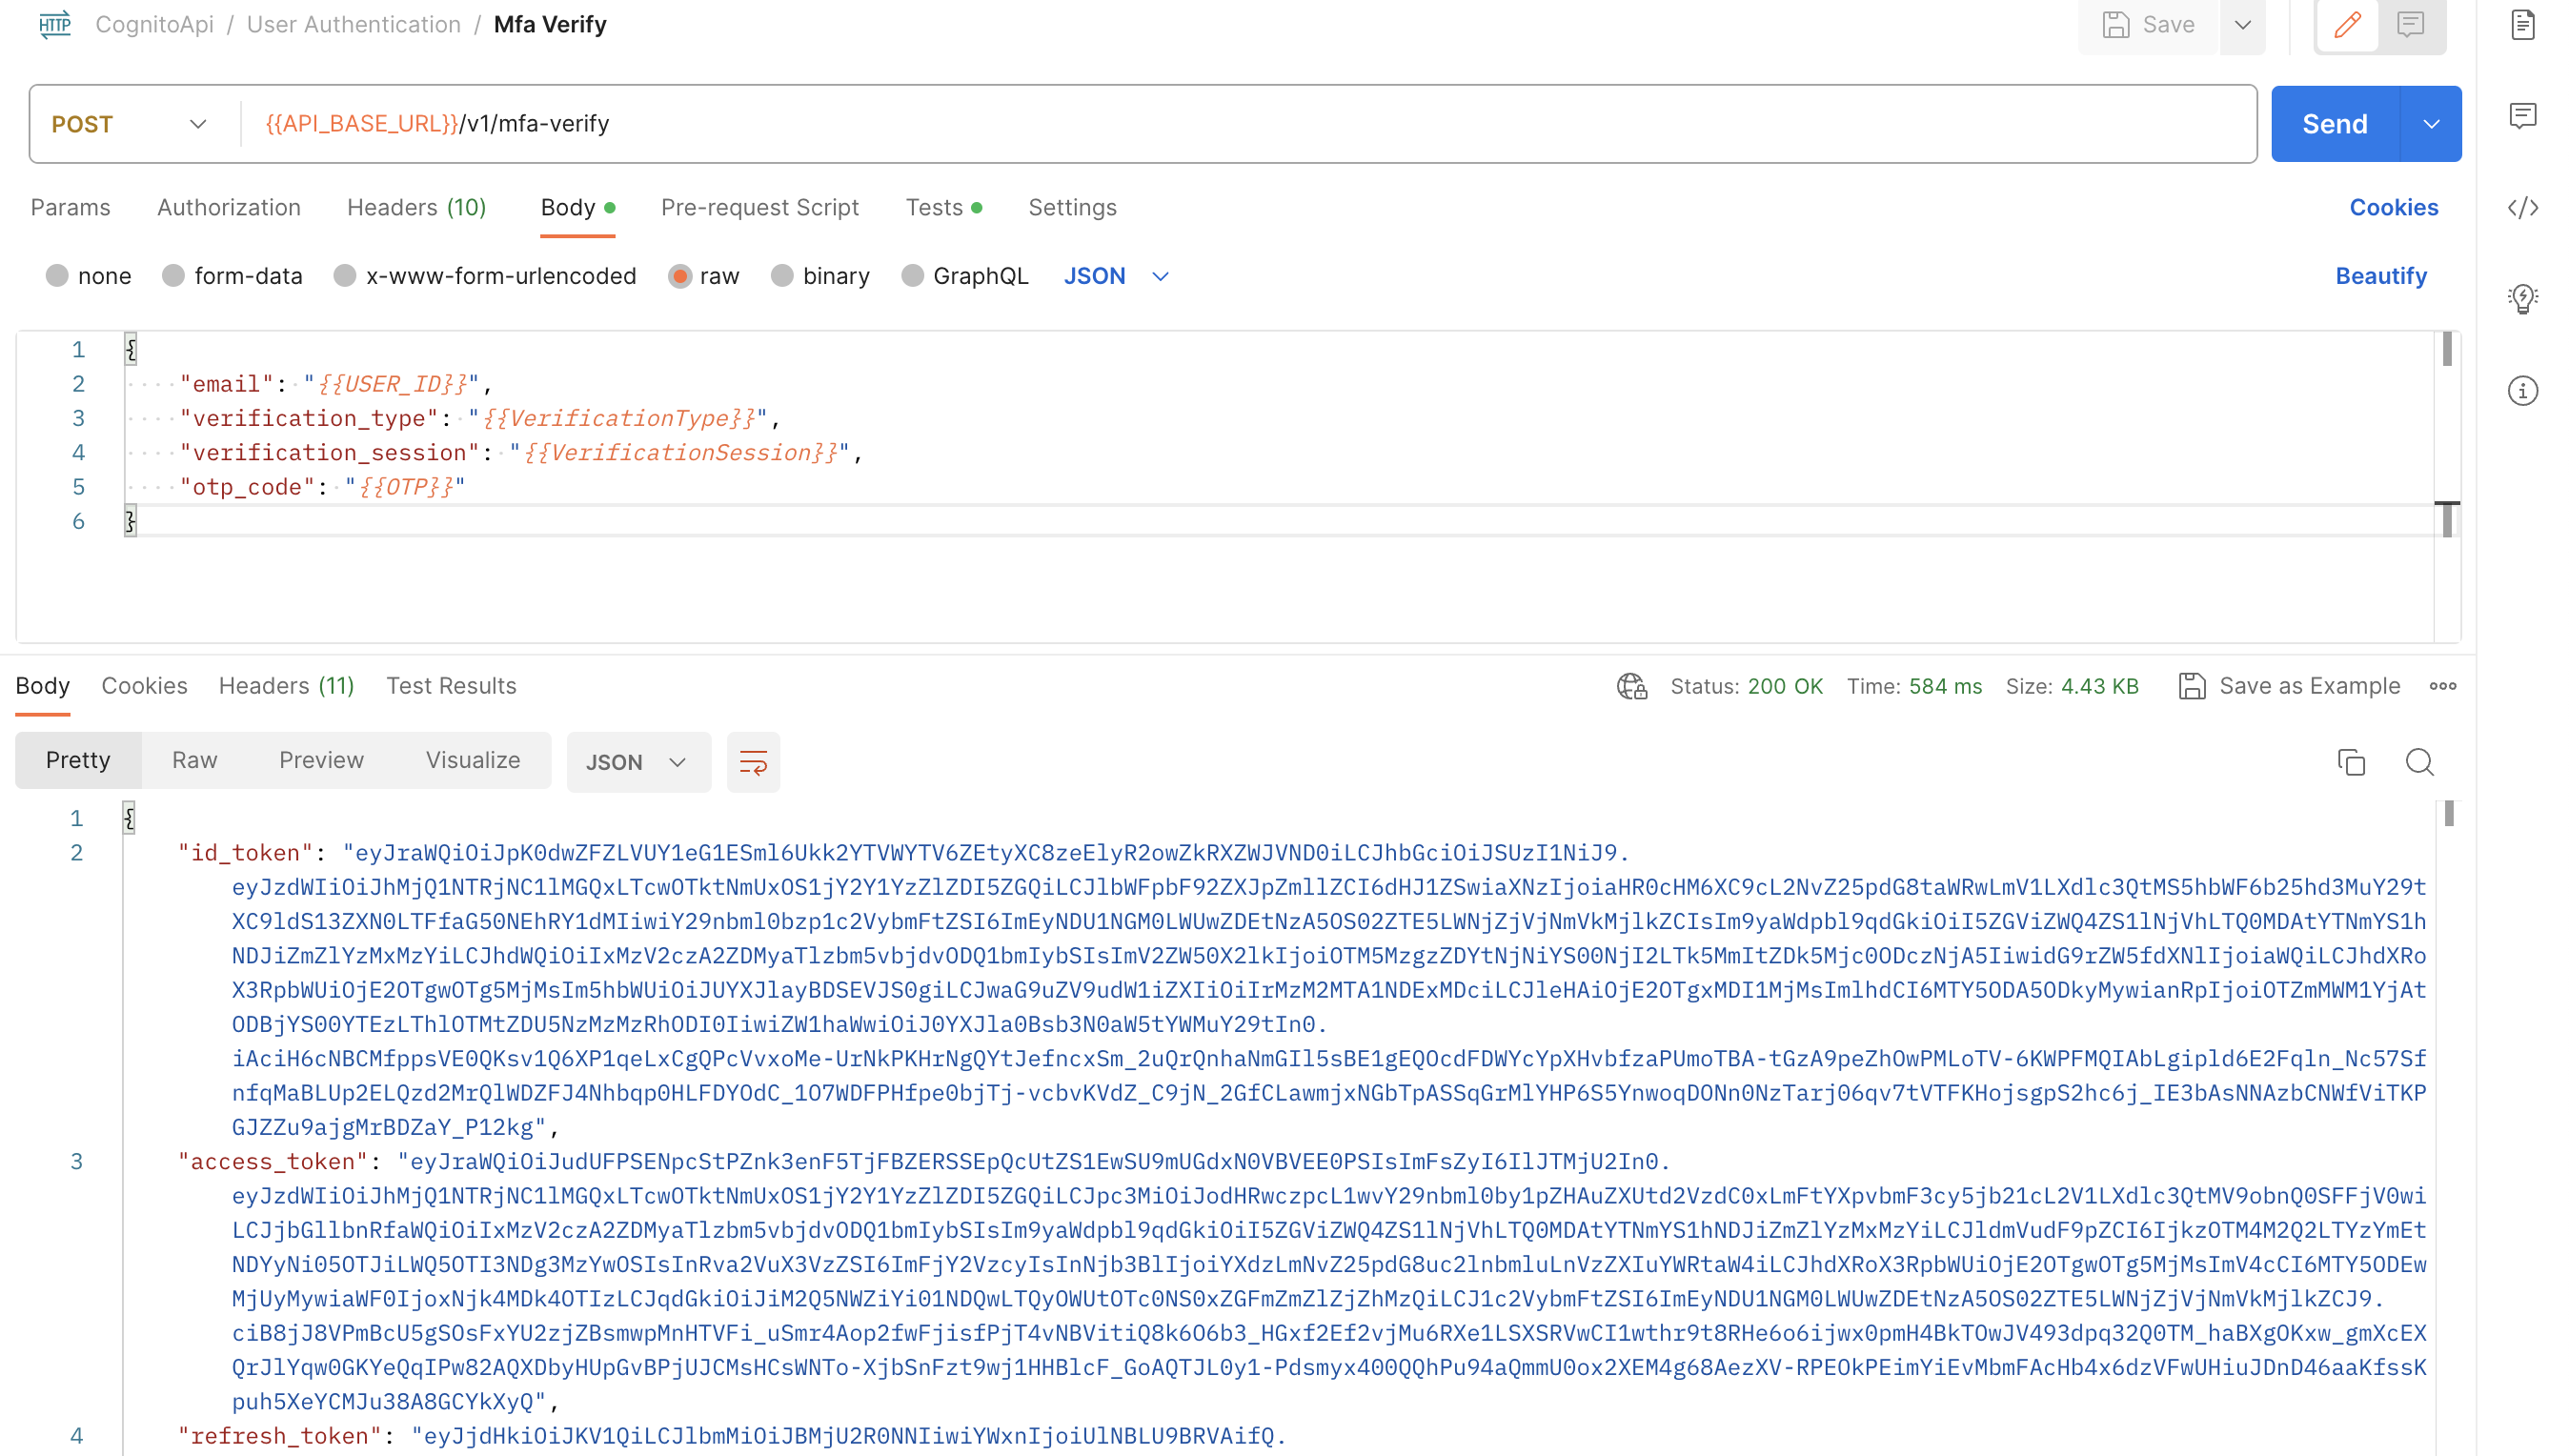 HTTP CognitoApi / User Authentication / Mfa Verify Save
POST {{API_BASE_URL}}/v1/mfa-verify Send
Params Authorization Headers (10) Body Pre-request Script Tests Settings Cookies
none form-data x-www-form-urlencoded raw binary GraphQL JSON Beautify
1 {
2 "email": "{{USER_ID}}",
3 "verification_type": "{{VerificationType}}",
4 "verification_session": "{{VerificationSession}}",
5 "otp_code": "{{OTP}}"
6 }
Body Cookies Headers (11) Test Results Status: 200 OK Time: 584 ms Size: 4.43 KB Save as Example
Pretty Raw Preview Visualize JSON
1 {
2 "id_token": "eyJraWQiOiJpK0dwZFZLVUY1eG1ESml6Ukk2YTVWYTV6ZEtyXC8zeElyR2owZkRXZWJVND0iLCJhbGciOiJSUzI1NiJ9.
eyJzdWIiOiJhMjQ1NTRjNC1lMGQxLTcwOTktNmUxOS1jY2Y1YzZlZDI5ZGQiLCJlbWFpbF92ZXJpZmllZCI6dHJ1ZSwiaXNzIjoiaHR0cHM6XC9cL2NvZ25pdG8taWRwLmV1LXdlc3QtMS5hbWF6b25hd3MuY29t
XC9ldS13ZXN0LTFfaG50NEhRY1dMIiwiY29nbml0bzp1c2VybmFtZSI6ImEyNDU1NGM0LWUwZDEtNzA5OS02ZTE5LWNjZjVjNmVkMjlkZCIsIm9yaWdpbl9qdGkiOiI5ZGViZWQ4ZS1lNjVhLTQ0MDAtYTNmYS1h
NDJiZmZlYzMxMzYiLCJhdWQiOiIxMzV2czA2ZDMyaTlzbm5vbjdvODQ1bmIybSIsImV2ZW50X2lkIjoiOTM5MzgzZDYtNjNiYS00NjI2LTk5MmItZDk5Mjc0ODczNjA5IiwidG9rZW5fdXNlIjoiaWQiLCJhdXRo
X3RpbWUiOjE2OTgwOTg5MjMsIm5hbWUiOiJUYXJlayBDSEVJS0giLCJwaG9uZV9udW1iZXIiOiIrMzM2MTA1NDExMDciLCJleHAiOjE2OTgxMDI1MjMsImlhdCI6MTY5ODA5ODkyMywianRpIjoiOTZmMWM1YjAt
ODBjYS00YTEzLThlOTMtZDU5NzMzMzRhODI0IiwiZW1haWwiOiJ0YXJla0Bsb3N0aW5tYWMuY29tIn0.
iAciH6cNBCMfppsVE0QKsv1Q6XP1qeLxCgQPcVvxoMe-UrNkPKHrNgQYtJefncxSm_2uQrQnhaNmGIl5sBE1gEQOcdFDWYcYpXHvbfzaPUmoTBA-tGzA9peZhOwPMLoTV-6KWPFMQIAbLgipld6E2Fqln_Nc57Sf
nfqMaBLUp2ELQzd2MrQlWDZFJ4Nhbqp0HLFDYOdC_1O7WDFPHfpe0bjTj-vcbvKVdZ_C9jN_2GfCLawmjxNGbTpASSqGrMlYHP6S5YnwoqDONn0NzTarj06qv7tVTFKHojsgpS2hc6j_IE3bAsNNAzbCNWfViTKP
GJZZu9ajgMrBDZaY_P12kg",
3 "access_token": "eyJraWQiOiJudUFPSENpcStPZnk3enF5TjFBZERSSEpQcUtZS1EwSU9mUGdxN0VBVEE0PSIsImFsZyI6IlJTMjU2In0.
eyJzdWIiOiJhMjQ1NTRjNC1lMGQxLTcwOTktNmUxOS1jY2Y1YzZlZDI5ZGQiLCJpc3MiOiJodHRwczpcL1wvY29nbml0by1pZHAuZXUtd2VzdC0xLmFtYXpvbmF3cy5jb21cL2V1LXdlc3QtMV9obnQ0SFFjV0wi
LCJjbGllbnRfaWQiOiIxMzV2czA2ZDMyaTlzbm5vbjdvODQ1bmIybSIsIm9yaWdpbl9qdGkiOiI5ZGViZWQ4ZS1lNjVhLTQ0MDAtYTNmYS1hNDJiZmZlYzMxMzYiLCJldmVudF9pZCI6IjkzOTM4M2Q2LTYzYmEt
NDYyNi05OTJiLWQ5OTI3NDg3MzYwOSIsInRva2VuX3VzZSI6ImFjY2VzcyIsInNjb3BlIjoiYXdzLmNvZ25pdG8uc2lnbmluLnVzZXIuYWRtaW4iLCJhdXRoX3RpbWUiOjE2OTgwOTg5MjMsImV4cCI6MTY5ODEw
MjUyMywiaWF0IjoxNjk4MDk4OTIzLCJqdGkiOiJiM2Q5NWZiYi01NDQwLTQyOWUtOTc0NS0xZGFmZmZlZjZhMzQiLCJ1c2VybmFtZSI6ImEyNDU1NGM0LWUwZDEtNzA5OS02ZTE5LWNjZjVjNmVkMjlkZCJ9.
ciB8jJ8VPmBcU5gSOsFxYU2zjZBsmwpMnHTVFi_uSmr4Aop2fwFjisfPjT4vNBVitiQ8k6O6b3_HGxf2Ef2vjMu6RXe1LSXSRVwCI1wthr9t8RHe6o6ijwx0pmH4BkTOwJV493dpq32Q0TM_haBXgOKxw_gmXcEX
QrJlYqw0GKYeQqIPw82AQXDbyHUpGvBPjUJCMsHCsWNTo-XjbSnFzt9wj1HHBlcF_GoAQTJL0y1-Pdsmyx400QQhPu94aQmmU0ox2XEM4g68AezXV-RPEOkPEimYiEvMbmFAcHb4x6dzVFwUHiuJDnD46aaKfssK
puh5XeYCMJu38A8GCYkXyQ",
4 "refresh_token": "eyJjdHkiOiJKV1QiLCJlbmMiOiJBMjU2R0NNIiwiYWxnIjoiUlNBLU9BRVAifQ.